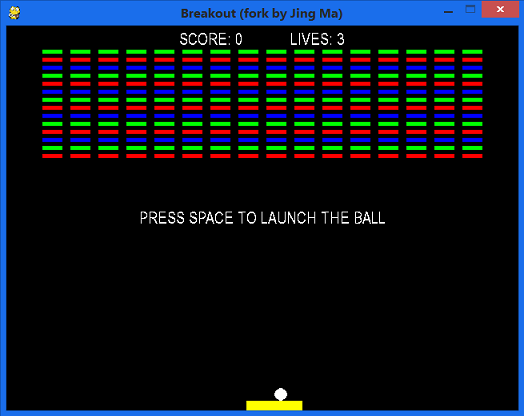 Breakout (fork by Jing Ma)
SCORE: 0 LIVES: 3
PRESS SPACE TO LAUNCH THE BALL